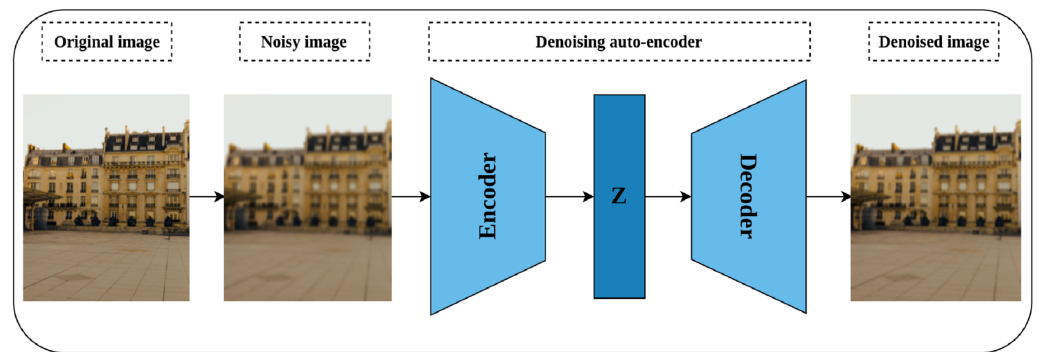 Original image
Noisy image
Denoising auto-encoder
Denoised image
Encoder
Z
Decoder